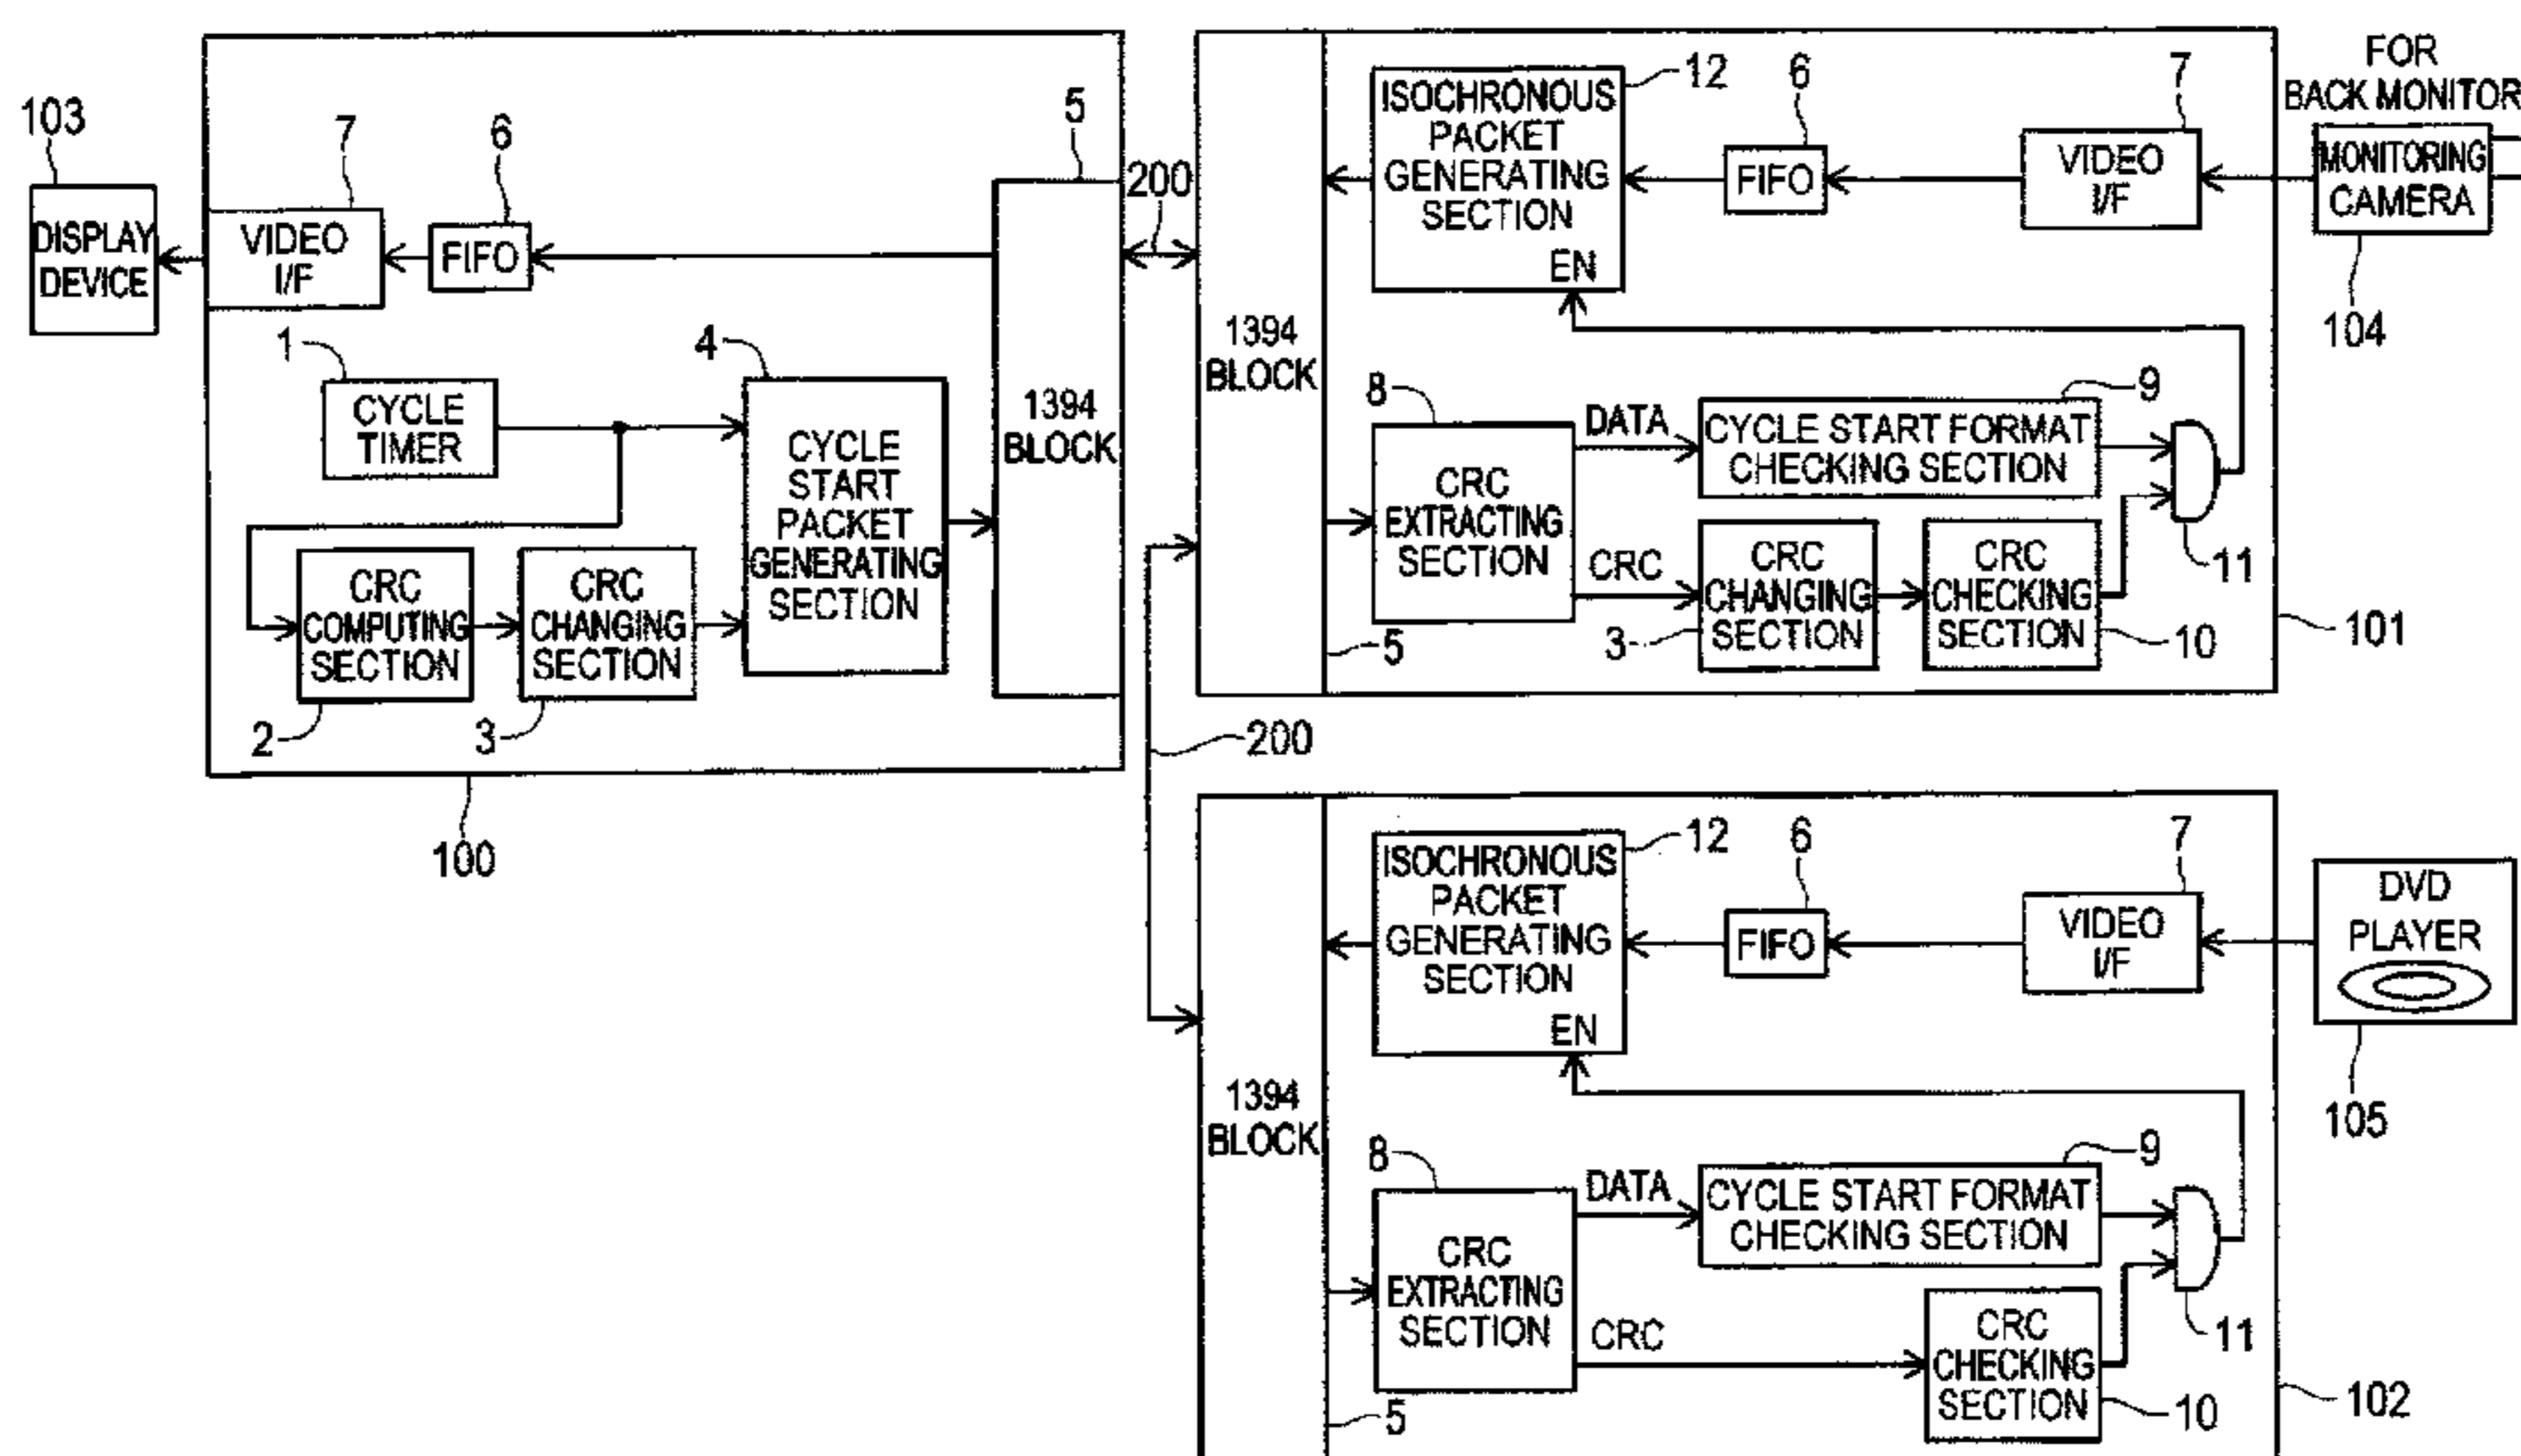 103
DISPLAY
DEVICE
7
VIDEO
I/F
6
FIFO
5
1394
BLOCK
1
CYCLE
TIMER
4
CYCLE
START
PACKET
GENERATING
SECTION
CRC
COMPUTING
SECTION
2
CRC
CHANGING
SECTION
3
100
200
200
1394
BLOCK
5
ISOCHRONOUS
PACKET
GENERATING
SECTION
EN
12
6
FIFO
7
VIDEO
I/F
FOR
BACK MONITOR
MONITORING
CAMERA
104
8
CRC
EXTRACTING
SECTION
DATA
CRC
9
CYCLE START FORMAT
CHECKING SECTION
CRC
CHANGING
SECTION
3
CRC
CHECKING
SECTION
10
11
101
1394
BLOCK
5
ISOCHRONOUS
PACKET
GENERATING
SECTION
EN
12
6
FIFO
7
VIDEO
I/F
DVD
PLAYER
105
8
CRC
EXTRACTING
SECTION
DATA
CRC
9
CYCLE START FORMAT
CHECKING SECTION
CRC
CHECKING
SECTION
10
11
102